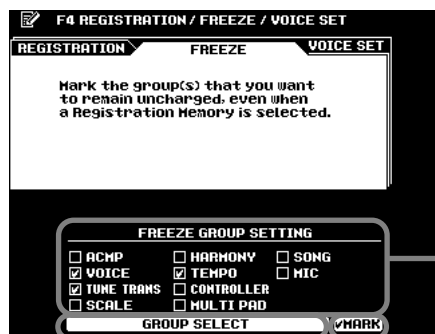 F4 REGISTRATION / FREEZE / VOICE SET
REGISTRATION FREEZE VOICE SET
Mark the group(s) that you want
to remain uncharged, even when
a Registration Memory is selected.
FREEZE GROUP SETTING
ACMP HARMONY SONG
VOICE TEMPO MIC
TUNE TRANS CONTROLLER
SCALE MULTI PAD
GROUP SELECT MARK